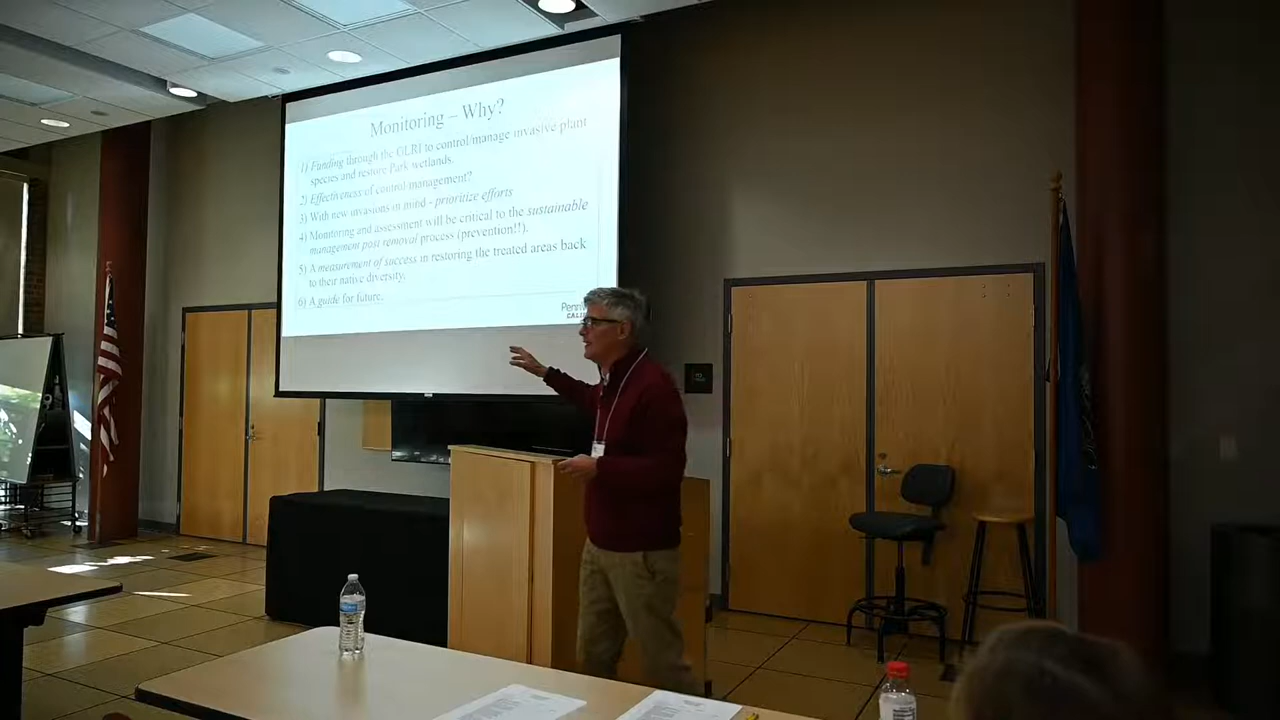 Monitoring – Why?
1) Funding through the GLRI to control/manage invasive plant
species and restore Park wetlands.
2) Effectiveness of control management?
3) With new invasions in mind - prioritize efforts
4) Monitoring and assessment will be critical to the sustainable
management post removal process (prevention!!).
5) A measurement of success in restoring the treated areas back
to their native diversity.
6) A guide for future.
PennW
CALI